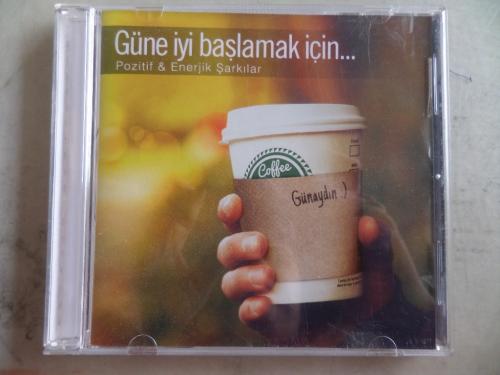 Güne iyi başlamak için...
Pozitif & Enerjik Şarkılar
Coffee
Günaydın :)